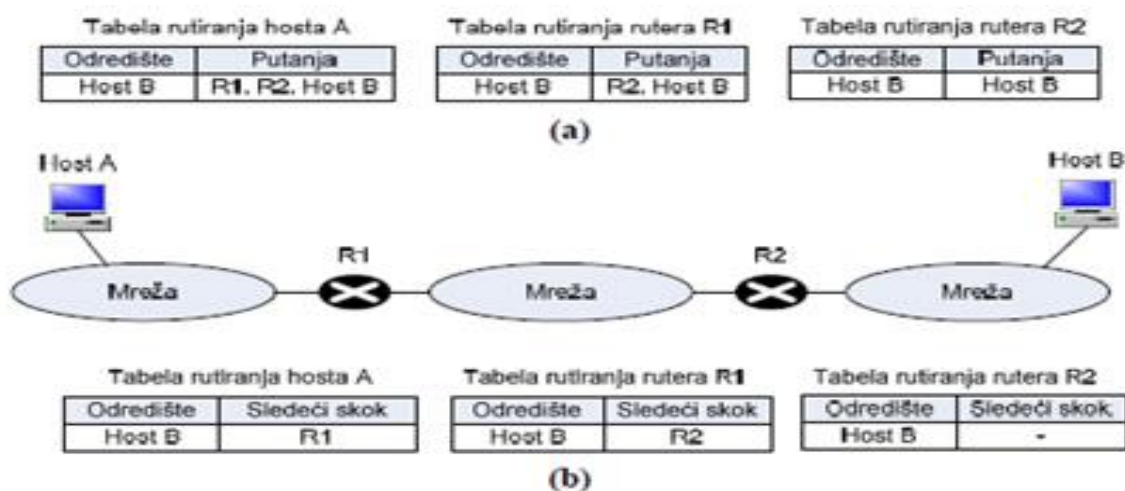 Tabela rutiranja hosta A Tabela rutiranja rutera R1 Tabela rutiranja rutera R2
Odredište Putanja Odredište Putanja Odredište Putanja
Host B R1, R2, Host B Host B R2, Host B Host B Host B
(a)
Host A Host B
R1 R2
Mreža Mreža Mreža
Tabela rutiranja hosta A Tabela rutiranja rutera R1 Tabela rutiranja rutera R2
Odredište Sledeći skok Odredište Sledeći skok Odredište Sledeći skok
Host B R1 Host B R2 Host B -
(b)